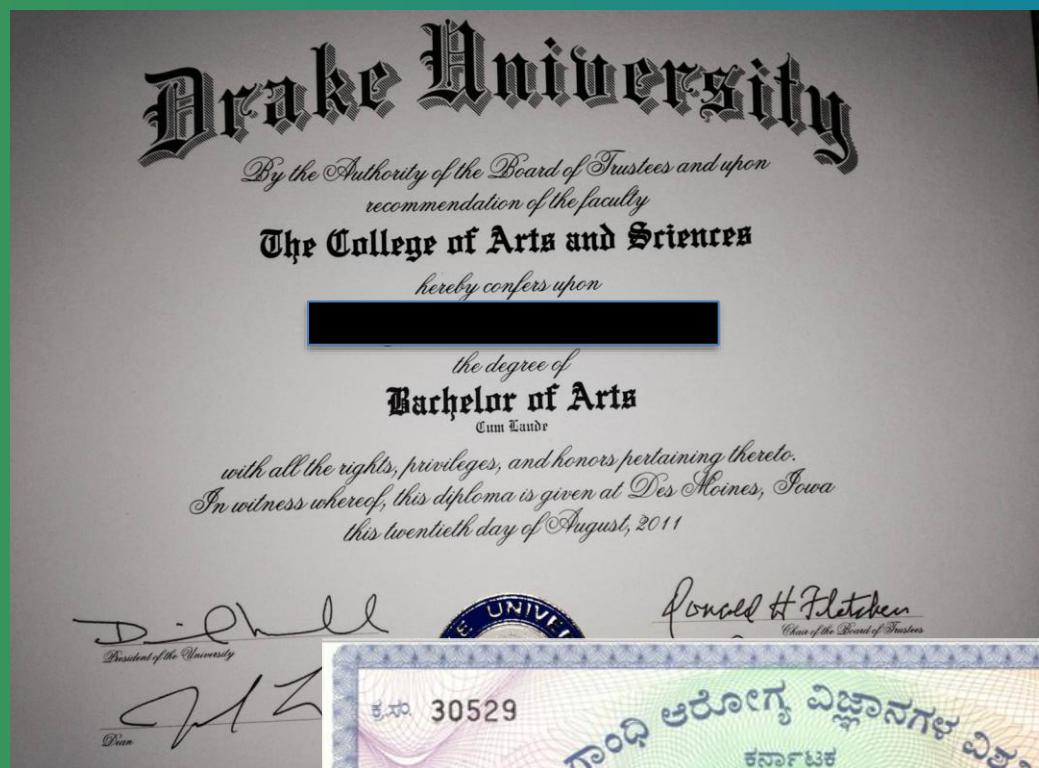 Drake University
By the Authority of the Board of Trustees and upon
recommendation of the faculty
The College of Arts and Sciences
hereby confers upon
the degree of
Bachelor of Arts
Cum Laude
with all the rights, privileges, and honors pertaining thereto.
In witness whereof, this diploma is given at Des Moines, Iowa
this twentieth day of August, 2011
Ronald H Fletcher
President of the University
Chair of the Board of Trustees
UNIVE
Dean
ಕ್ರ.ಸಂ. 30529
ಗಾಂಧಿ ಆರೋಗ್ಯ ವಿಜ್ಞಾನಗಳ ವಿಶ್ವ
ಕರ್ನಾಟಕ